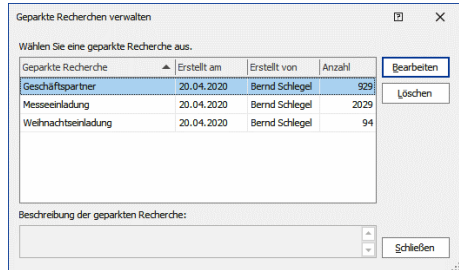 Geparkte Recherchen verwalten
Wählen Sie eine geparkte Recherche aus.
Geparkte Recherche Erstellt am Erstellt von Anzahl
Geschäftspartner 20.04.2020 Bernd Schlegel 929
Messeeinladung 20.04.2020 Bernd Schlegel 2029
Weihnachtseinladung 20.04.2020 Bernd Schlegel 94
Bearbeiten
Löschen
Beschreibung der geparkten Recherche:
Schließen